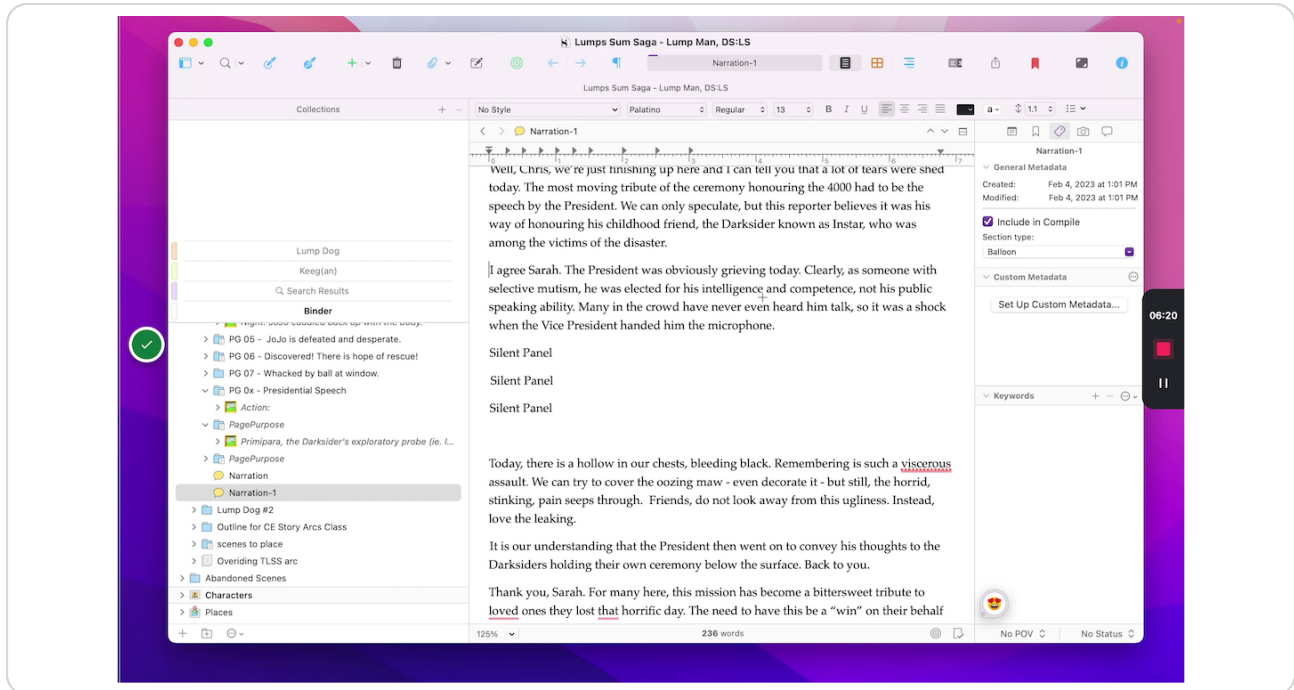 Lumps Sum Saga - Lump Man, DS:LS
Narration-1
Lumps Sum Saga - Lump Man, DS:LS
Collections
No Style
Palatino
Regular
13
B I U
a
1.1
Narration-1
0 1 2 3 4 5 6 7
Lump Dog
Keeg(an)
Search Results
Binder
Night: JoJo cuddled back up with the body.
PG 05 - JoJo is defeated and desperate.
PG 06 - Discovered! There is hope of rescue!
PG 07 - Whacked by ball at window.
PG 0x - Presidential Speech
Action:
PagePurpose
Primipara, the Darksider's exploratory probe (ie. l...
PagePurpose
Narration
Narration-1
Lump Dog #2
Outline for CE Story Arcs Class
scenes to place
Overiding TLSS arc
Abandoned Scenes
Characters
Places
Well, Chris, we're just finishing up here and I can tell you that a lot of tears were shed
today. The most moving tribute of the ceremony honouring the 4000 had to be the
speech by the President. We can only speculate, but this reporter believes it was his
way of honouring his childhood friend, the Darksider known as Instar, who was
among the victims of the disaster.
I agree Sarah. The President was obviously grieving today. Clearly, as someone with
selective mutism, he was elected for his intelligence and competence, not his public
speaking ability. Many in the crowd have never even heard him talk, so it was a shock
when the Vice President handed him the microphone.
Silent Panel
Silent Panel
Silent Panel
Today, there is a hollow in our chests, bleeding black. Remembering is such a viscerous
assault. We can try to cover the oozing maw - even decorate it - but still, the horrid,
stinking, pain seeps through. Friends, do not look away from this ugliness. Instead,
love the leaking.
It is our understanding that the President then went on to convey his thoughts to the
Darksiders holding their own ceremony below the surface. Back to you.
Thank you, Sarah. For many here, this mission has become a bittersweet tribute to
loved ones they lost that horrific day. The need to have this be a “win” on their behalf
125%
236 words
Narration-1
General Metadata
Created: Feb 4, 2023 at 1:01 PM
Modified: Feb 4, 2023 at 1:01 PM
Include in Compile
Section type:
Balloon
Custom Metadata
Set Up Custom Metadata...
Keywords
No POV
No Status
06:20